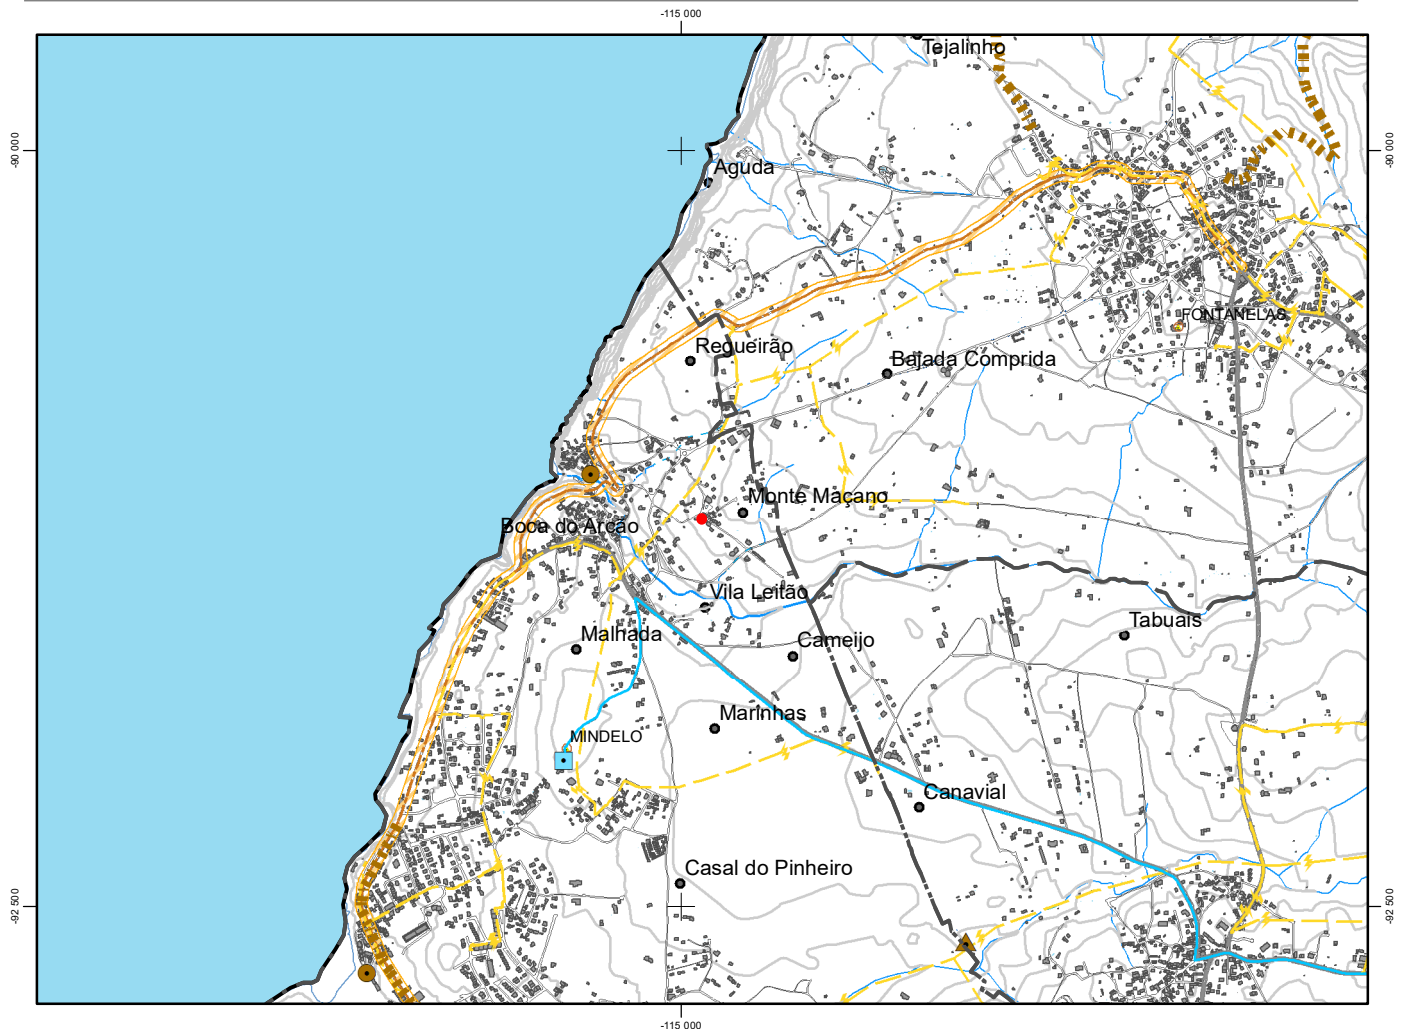 -115 000
Tejalinho
-90 000
-90 000
Aguda
FONTANELAS
Regueirão
Bajada Comprida
Monte Maçano
Boca do Arcão
Vila Leitão
Tabuais
Malhada
Cameijo
Marinhas
MINDELO
Canavial
Casal do Pinheiro
-92 500
-92 500
-115 000